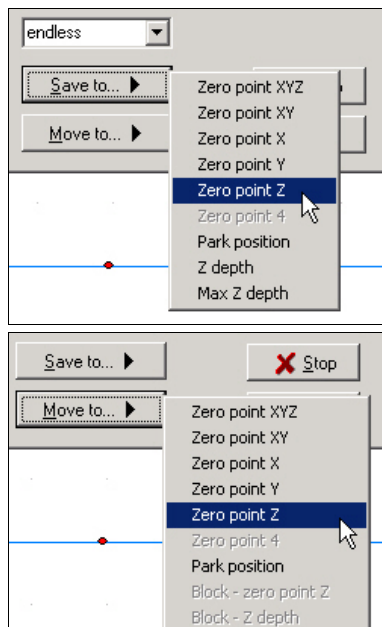 endless
Save to...
Zero point XYZ
Move to...
Zero point XY
Zero point X
Zero point Y
Zero point Z
Zero point 4
Park position
Z depth
Max Z depth
Save to...
Stop
Move to...
Zero point XYZ
Zero point XY
Zero point X
Zero point Y
Zero point Z
Zero point 4
Park position
Block - zero point Z
Block - Z depth